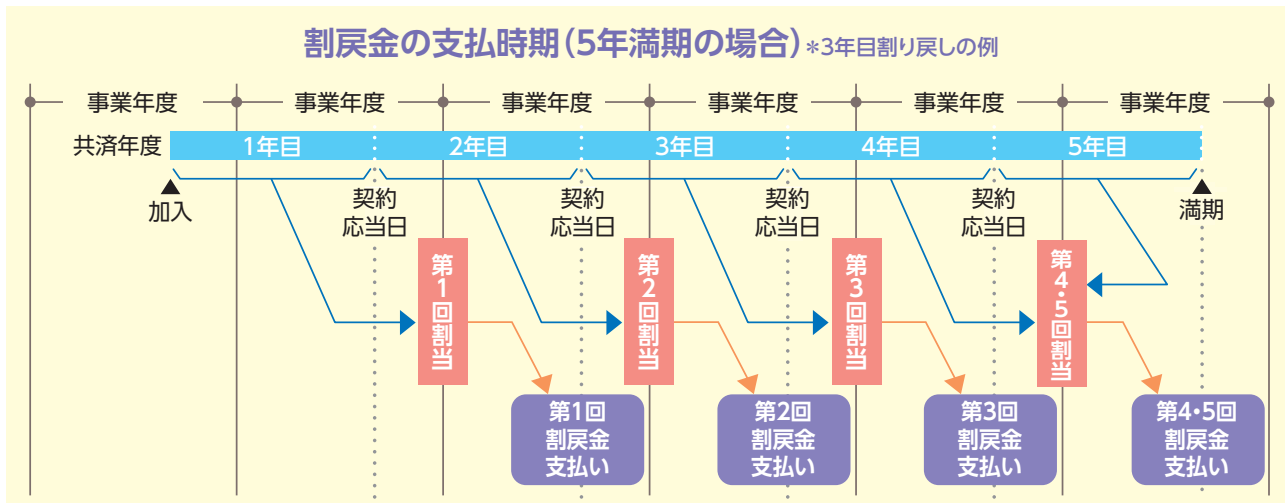 割戻金の支払時期(5年満期の場合)*3年目割り戻しの例
事業年度 事業年度 事業年度 事業年度 事業年度 事業年度
共済年度 1年目 2年目 3年目 4年目 5年目
加入
契約
応当日
契約
応当日
契約
応当日
契約
応当日
満期
第1回割当
第2回割当
第3回割当
第4・5回割当
第1回
割戻金
支払い
第2回
割戻金
支払い
第3回
割戻金
支払い
第4・5回
割戻金
支払い